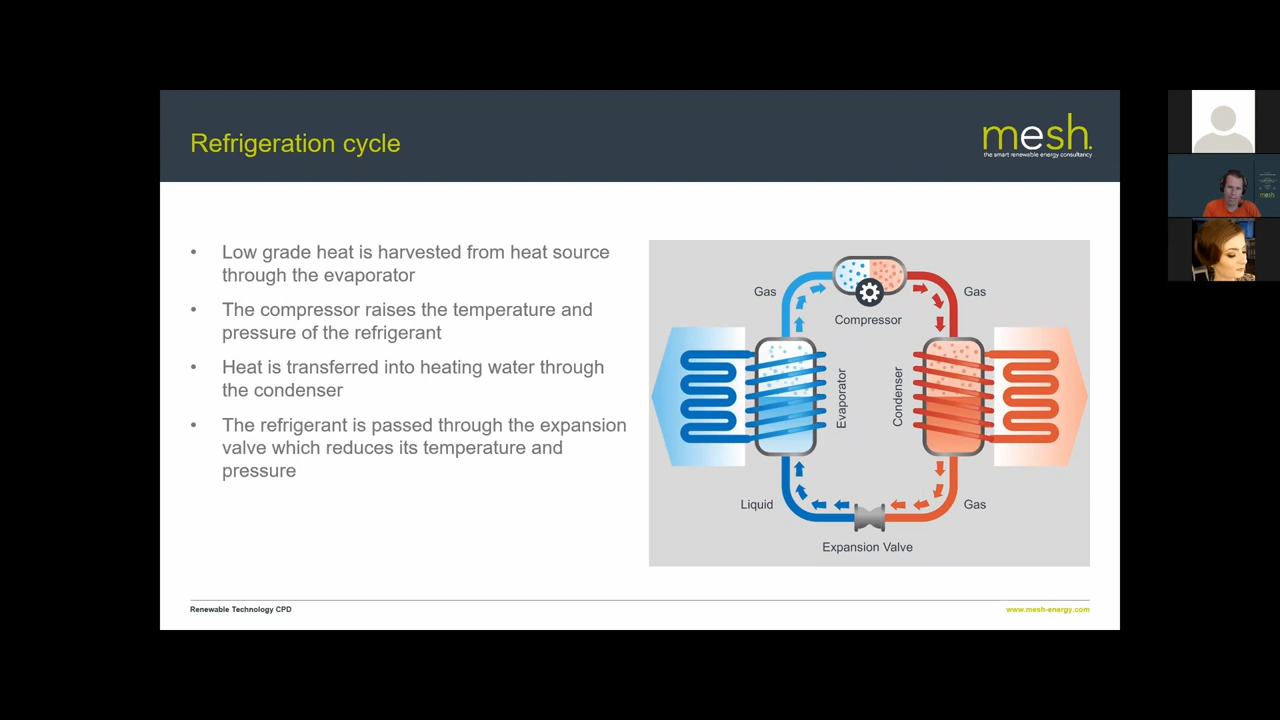 Refrigeration cycle
mesh.
the smart renewable energy consultancy
• Low grade heat is harvested from heat source
through the evaporator
• The compressor raises the temperature and
pressure of the refrigerant
• Heat is transferred into heating water through
the condenser
• The refrigerant is passed through the expansion
valve which reduces its temperature and
pressure
Gas
Gas
Compressor
Evaporator
Condenser
Liquid
Gas
Expansion Valve
Renewable Technology CPD
www.mesh-energy.com
mesh